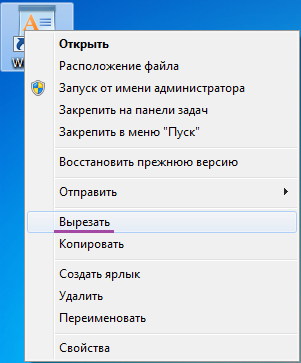 Открыть
Расположение файла
Запуск от имени администратора
Закрепить на панели задач
Закрепить в меню "Пуск"
Восстановить прежнюю версию
Отправить
Вырезать
Копировать
Создать ярлык
Удалить
Переименовать
Свойства